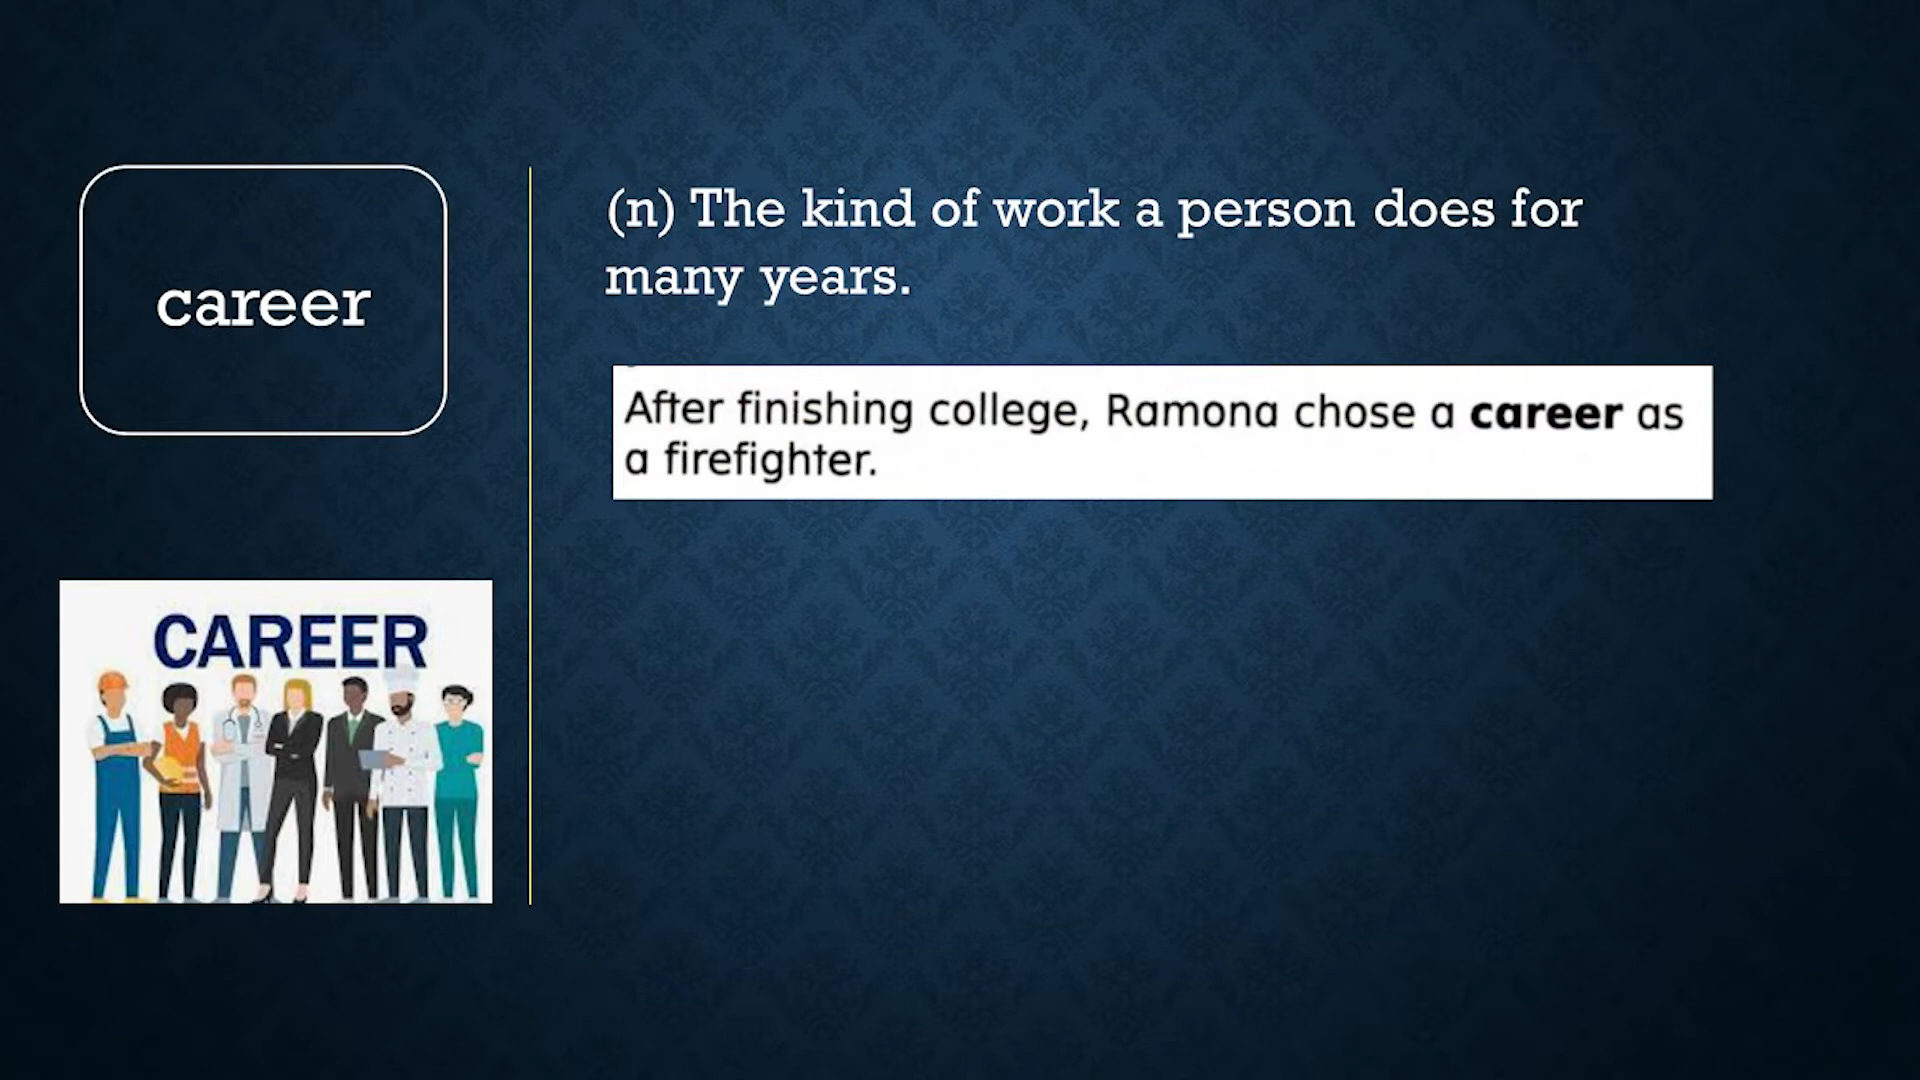 career
(n) The kind of work a person does for
many years.
After finishing college, Ramona chose a career as
a firefighter.
CAREER